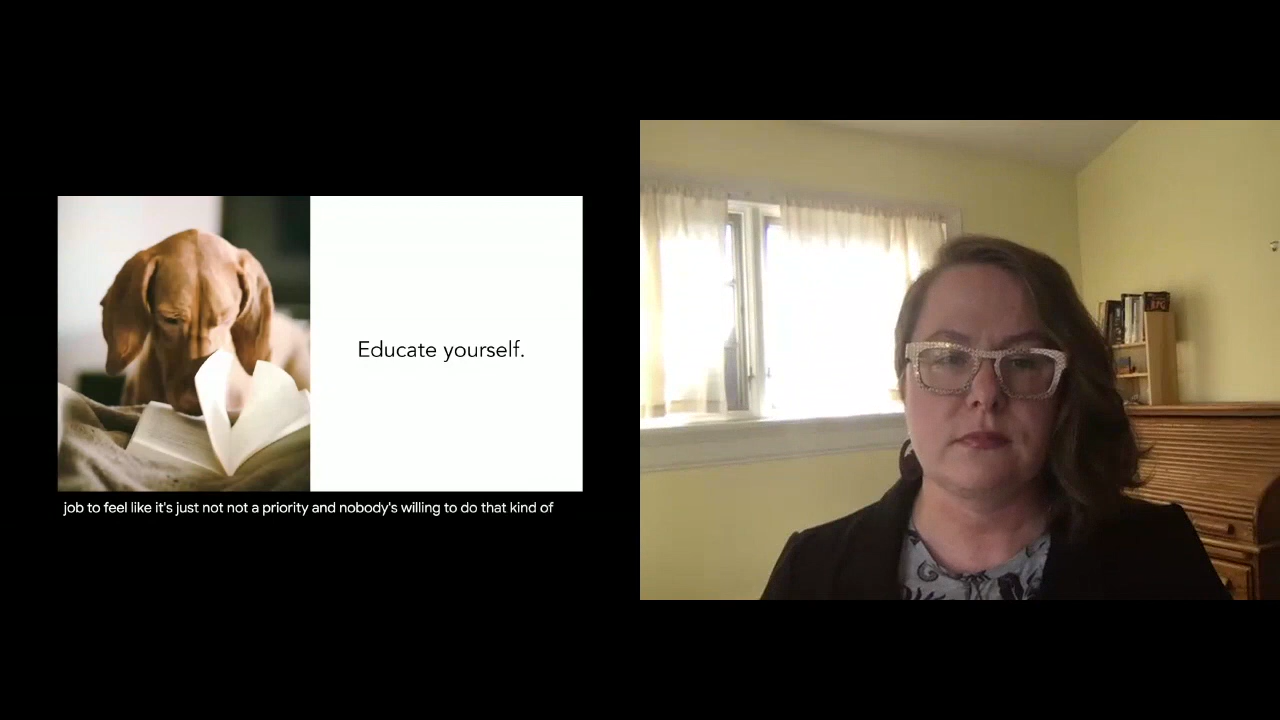 Educate yourself.
job to feel like it's just not not a priority and nobody's willing to do that kind of